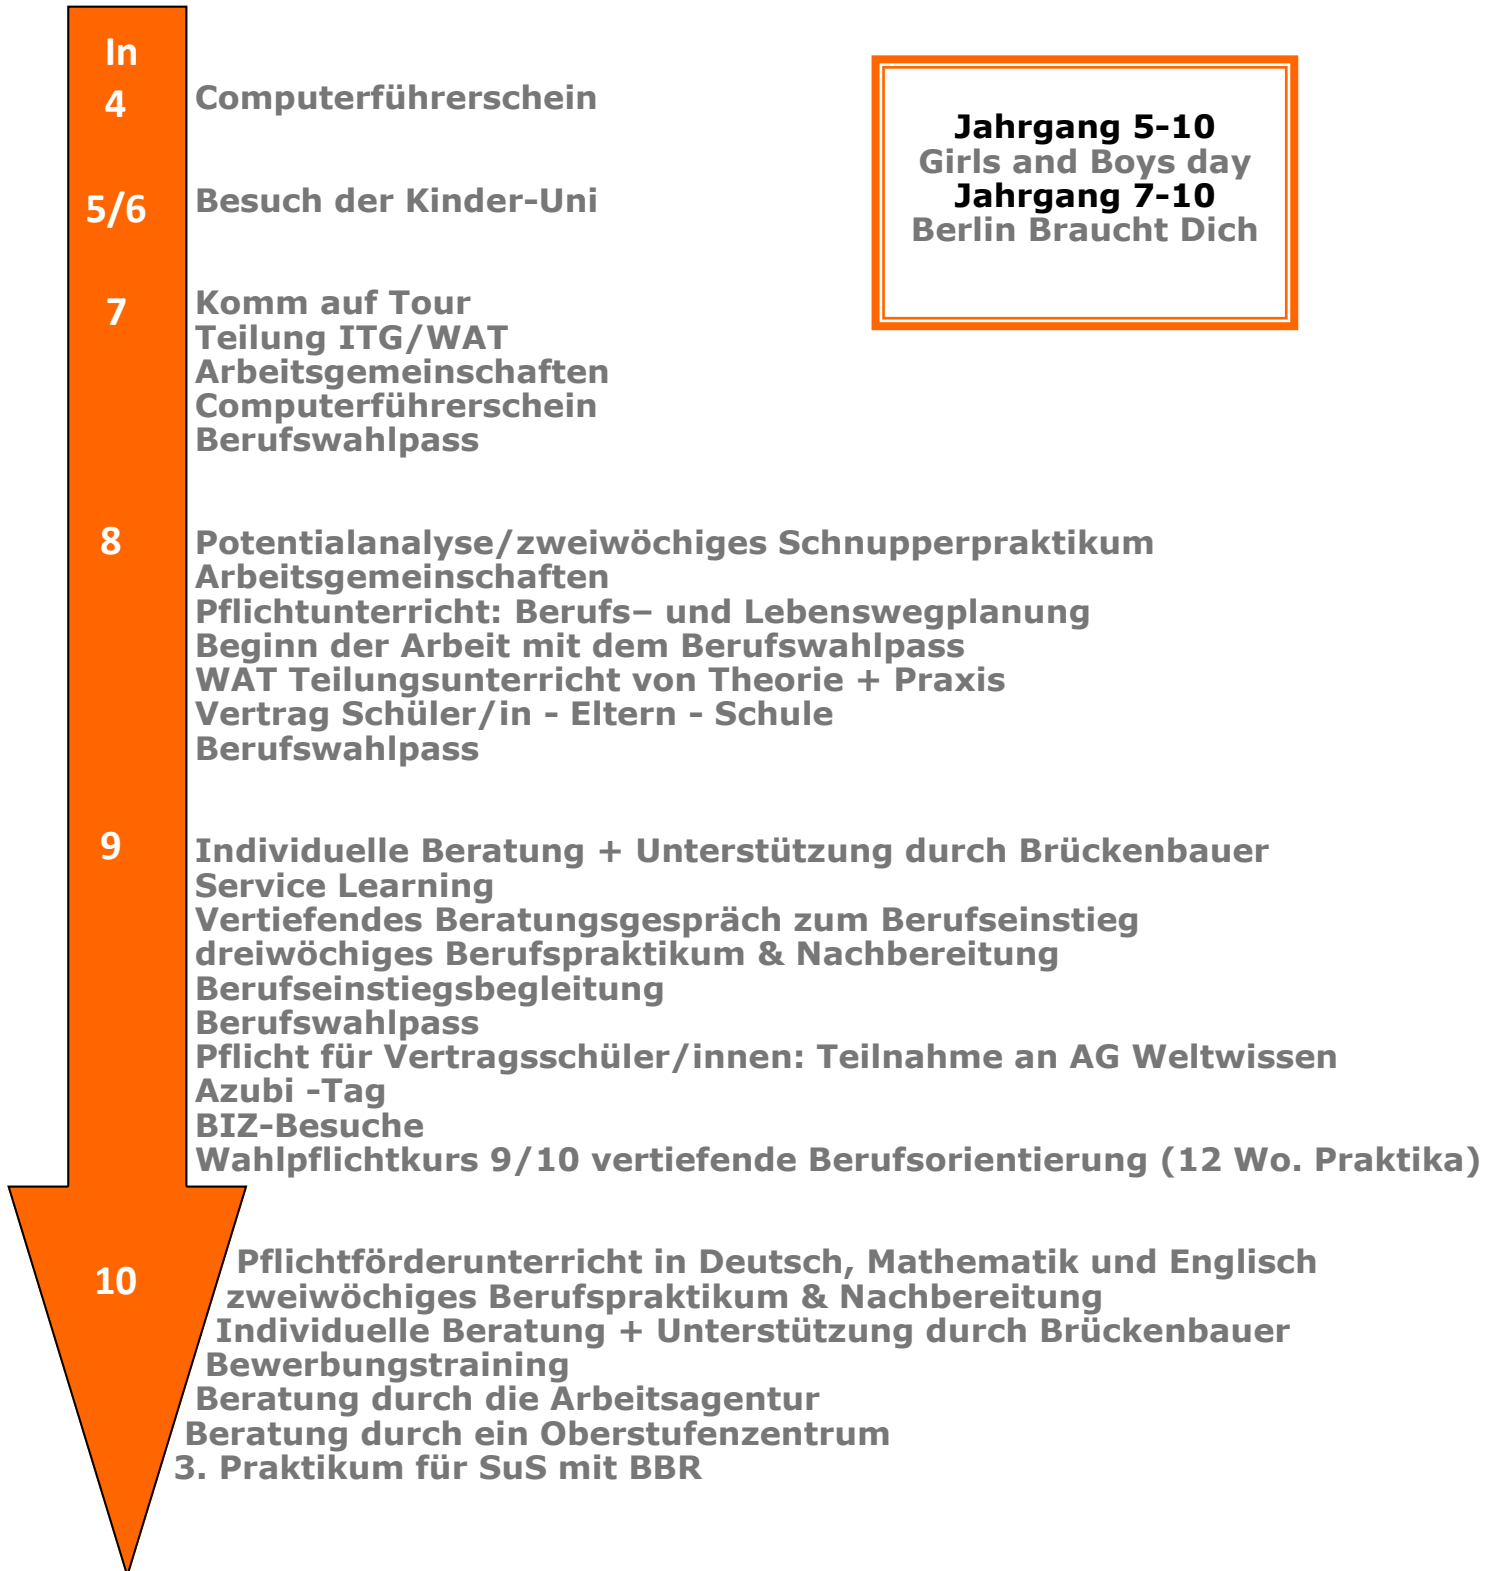 In
4
Computerführerschein
Jahrgang 5-10
Girls and Boys day
Jahrgang 7-10
Berlin Braucht Dich
5/6
Besuch der Kinder-Uni
7
Komm auf Tour
Teilung ITG/WAT
Arbeitsgemeinschaften
Computerführerschein
Berufswahlpass
8
Potentialanalyse/zweiwöchiges Schnupperpraktikum
Arbeitsgemeinschaften
Pflichtunterricht: Berufs– und Lebenswegplanung
Beginn der Arbeit mit dem Berufswahlpass
WAT Teilungsunterricht von Theorie + Praxis
Vertrag Schüler/in - Eltern - Schule
Berufswahlpass
9
Individuelle Beratung + Unterstützung durch Brückenbauer
Service Learning
Vertiefendes Beratungsgespräch zum Berufseinstieg
dreiwöchiges Berufspraktikum & Nachbereitung
Berufseinstiegsbegleitung
Berufswahlpass
Pflicht für Vertragsschüler/innen: Teilnahme an AG Weltwissen
Azubi -Tag
BIZ-Besuche
Wahlpflichtkurs 9/10 vertiefende Berufsorientierung (12 Wo. Praktika)
10
Pflichtförderunterricht in Deutsch, Mathematik und Englisch
zweiwöchiges Berufspraktikum & Nachbereitung
Individuelle Beratung + Unterstützung durch Brückenbauer
Bewerbungstraining
Beratung durch die Arbeitsagentur
Beratung durch ein Oberstufenzentrum
3. Praktikum für SuS mit BBR